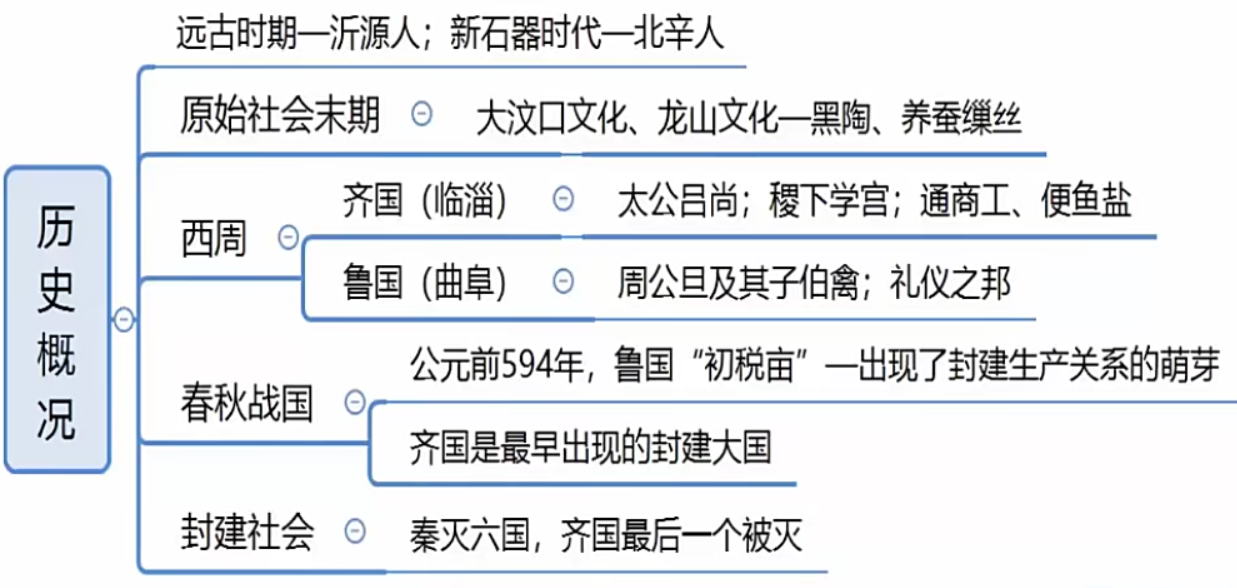 历史概况
远古时期—沂源人；新石器时代—北辛人
原始社会末期
大汶口文化、龙山文化—黑陶、养蚕缫丝
西周
齐国（临淄）
太公吕尚；稷下学宫；通商工、便鱼盐
鲁国（曲阜）
周公旦及其子伯禽；礼仪之邦
春秋战国
公元前594年，鲁国“初税亩”—出现了封建生产关系的萌芽
齐国是最早出现的封建大国
封建社会
秦灭六国，齐国最后一个被灭